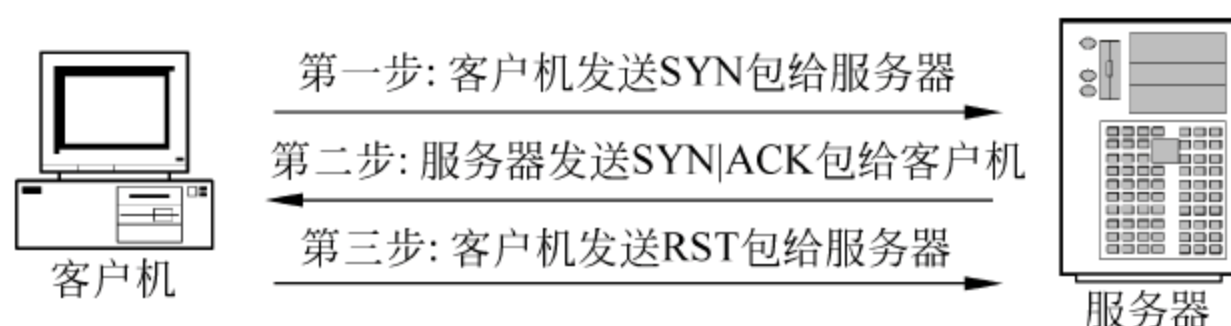 第一步: 客户机发送SYN包给服务器
第二步: 服务器发送SYN|ACK包给客户机
第三步: 客户机发送RST包给服务器
客户机
服务器